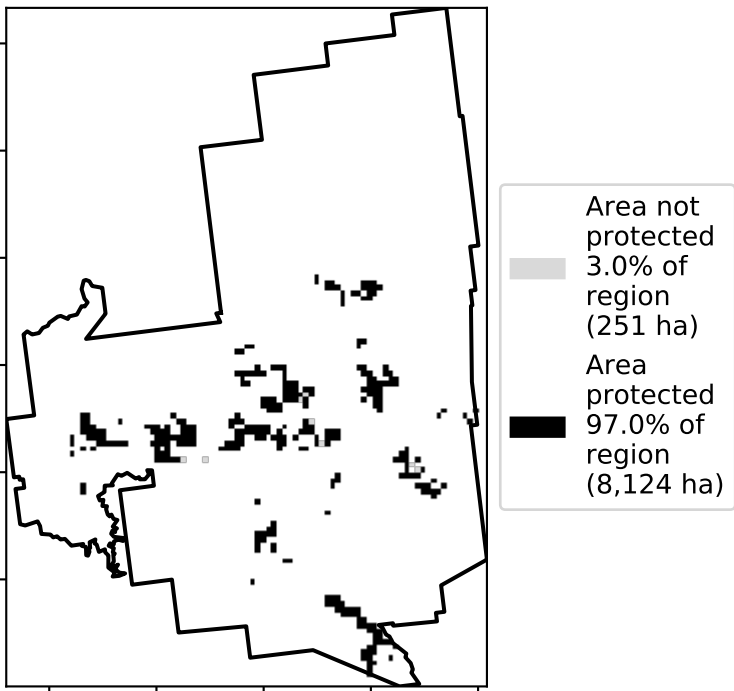 Area not
protected
3.0% of
region
(251 ha)
Area
protected
97.0% of
region
(8,124 ha)